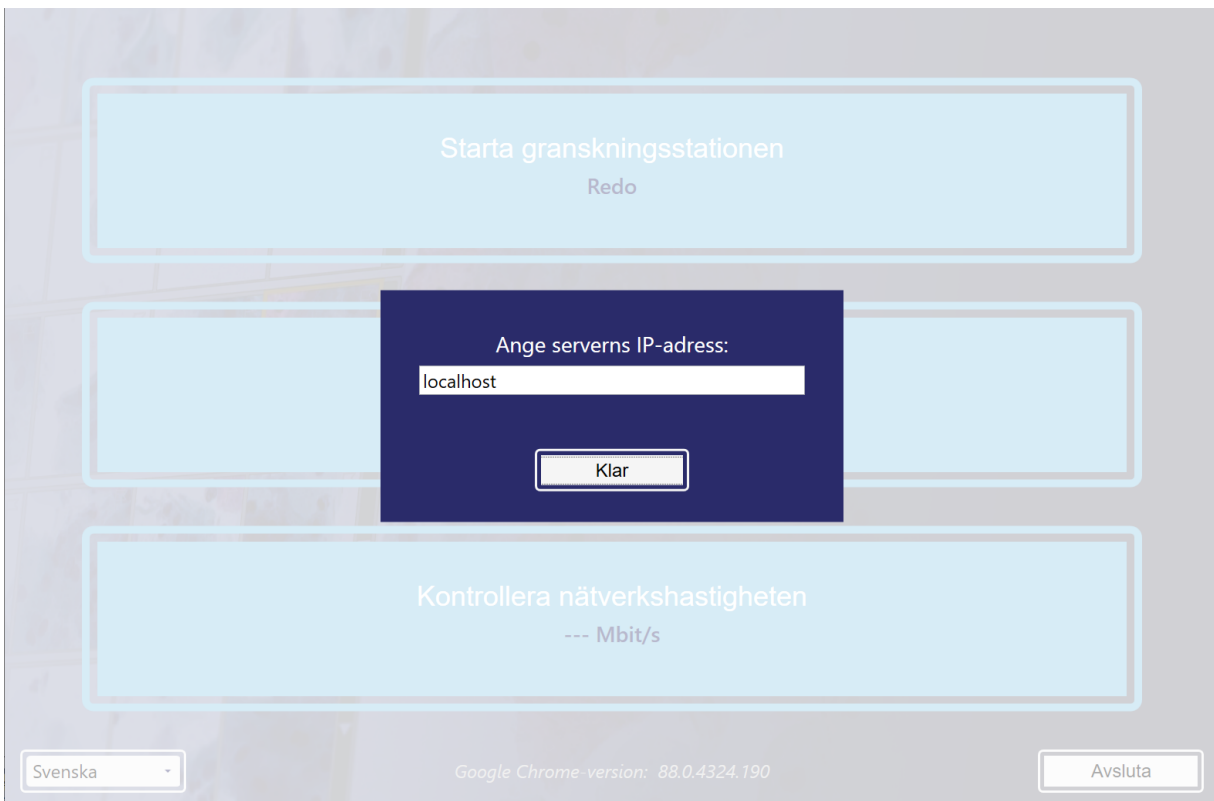 Starta granskningsstationen
Redo
Ange serverns IP-adress:
localhost
Klar
Kontrollera nätverkshastigheten
--- Mbit/s
Svenska
Google Chrome-version: 88.0.4324.190
Avsluta